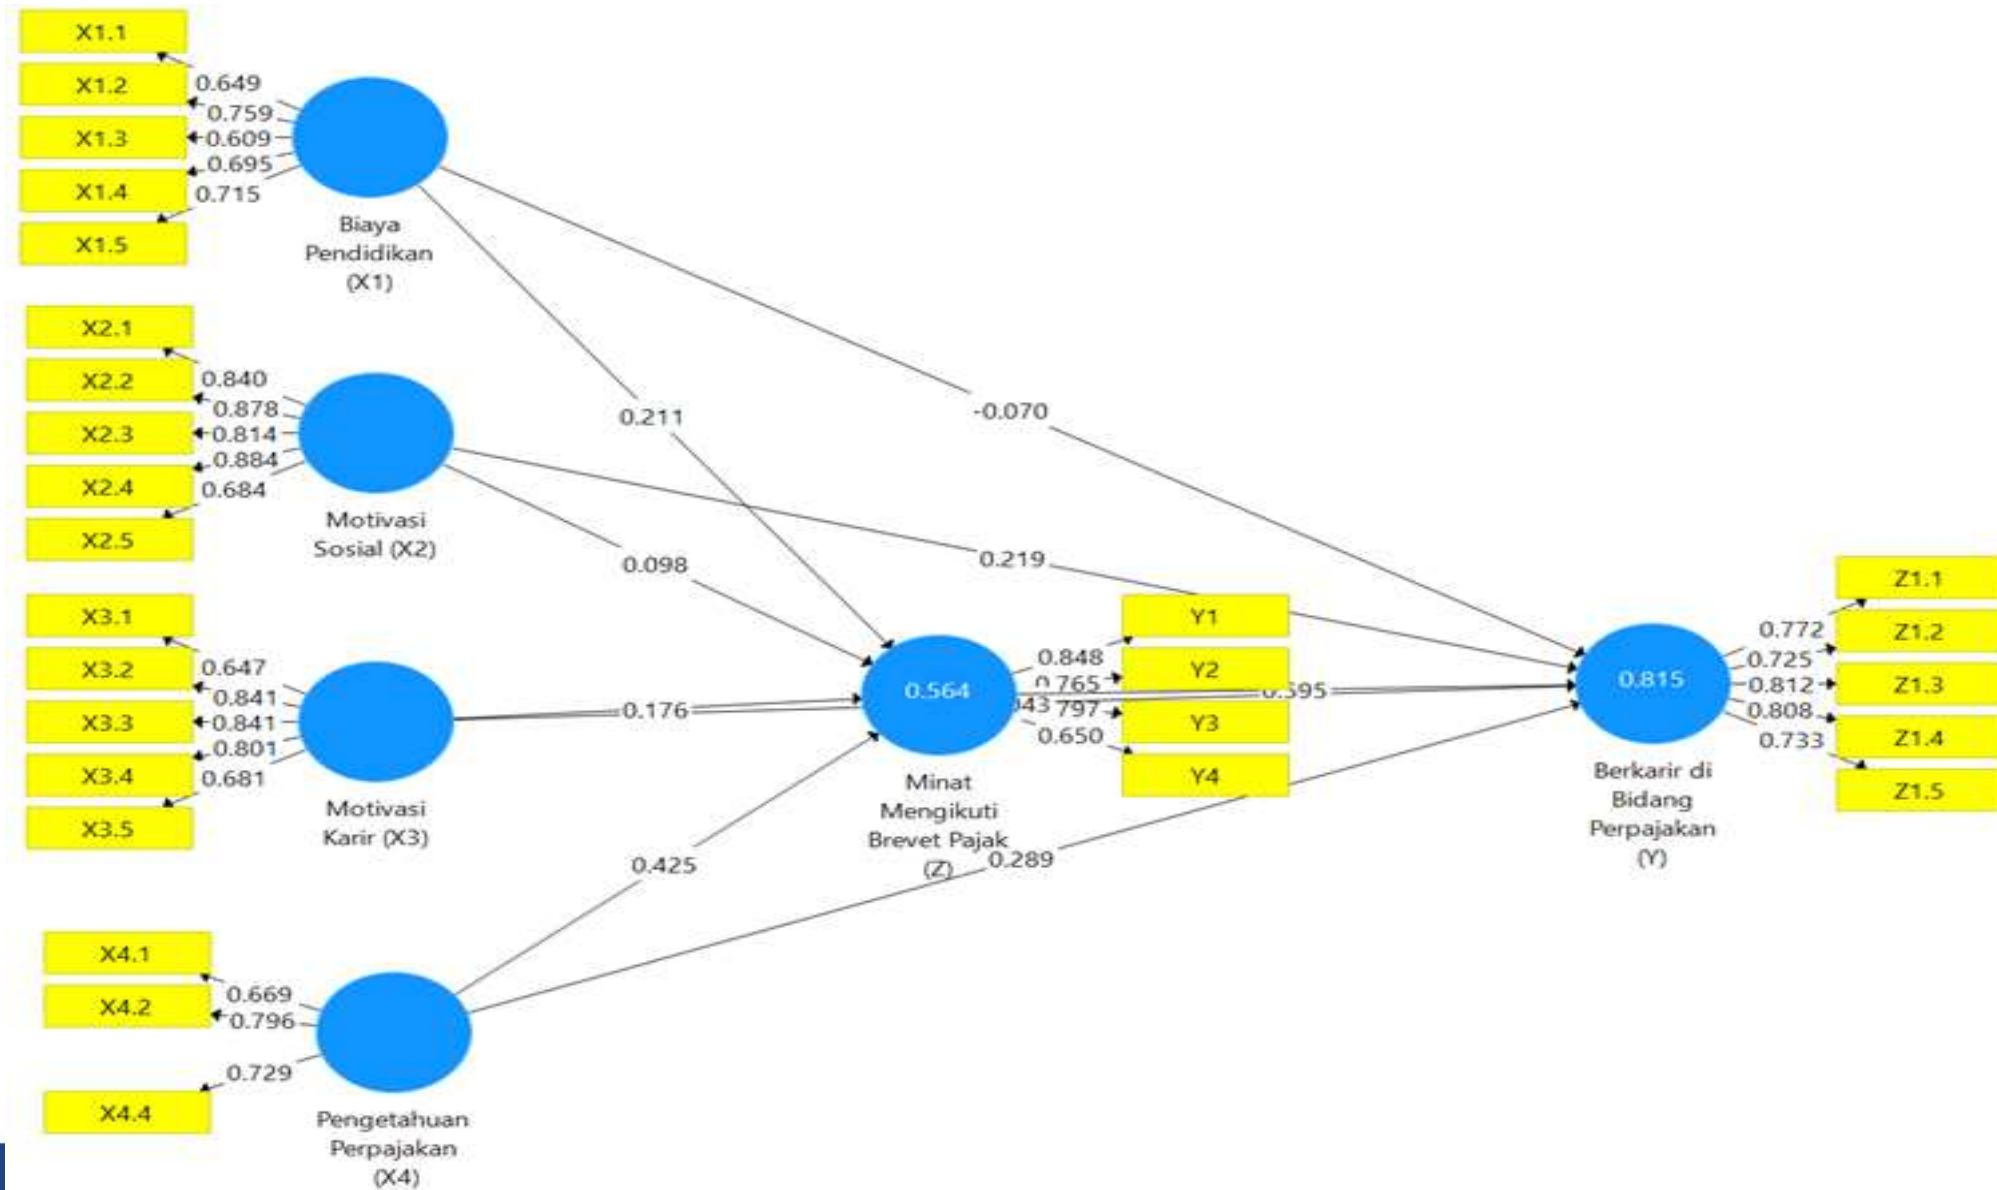 X1.1
X1.2
X1.3
X1.4
X1.5
0.649
0.759
0.609
0.695
0.715
Biaya
Pendidikan
(X1)
X2.1
X2.2
X2.3
X2.4
X2.5
0.840
0.878
0.814
0.884
0.684
Motivasi
Sosial (X2)
X3.1
X3.2
X3.3
X3.4
X3.5
0.647
0.841
0.841
0.801
0.681
Motivasi
Karir (X3)
X4.1
X4.2
X4.4
0.669
0.796
0.729
Pengetahuan
Perpajakan
(X4)
0.211
-0.070
0.098
0.219
0.176
0.425
0.289
0.564
Minat
Mengikuti
Brevet Pajak
(Z)
0.848
0.650
Y1
Y2
Y3
Y4
0.815
Berkarir di
Bidang
Perpajakan
(Y)
0.772
0.725
0.812
0.808
0.733
Z1.1
Z1.2
Z1.3
Z1.4
Z1.5